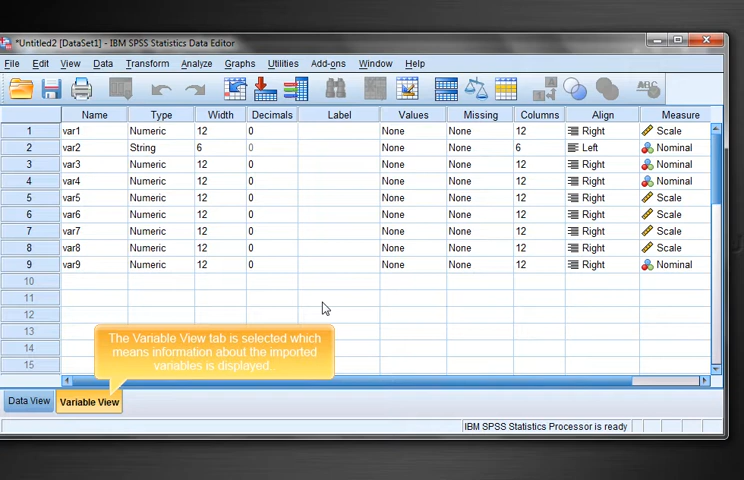 *Untitled2 [DataSet1] - IBM SPSS Statistics Data Editor
File Edit View Data Transform Analyze Graphs Utilities Add-ons Window Help
Name Type Width Decimals Label Values Missing Columns Align Measure
1 var1 Numeric 12 0 None None 12 Right Scale
2 var2 String 6 0 None None 6 Left Nominal
3 var3 Numeric 12 0 None None 12 Right Nominal
4 var4 Numeric 12 0 None None 12 Right Nominal
5 var5 Numeric 12 0 None None 12 Right Scale
6 var6 Numeric 12 0 None None 12 Right Scale
7 var7 Numeric 12 0 None None 12 Right Scale
8 var8 Numeric 12 0 None None 12 Right Scale
9 var9 Numeric 12 0 None None 12 Right Nominal
10
11
12
13
14
15
The Variable View tab is selected which
means information about the imported
variables is displayed.
Data View Variable View
IBM SPSS Statistics Processor is ready